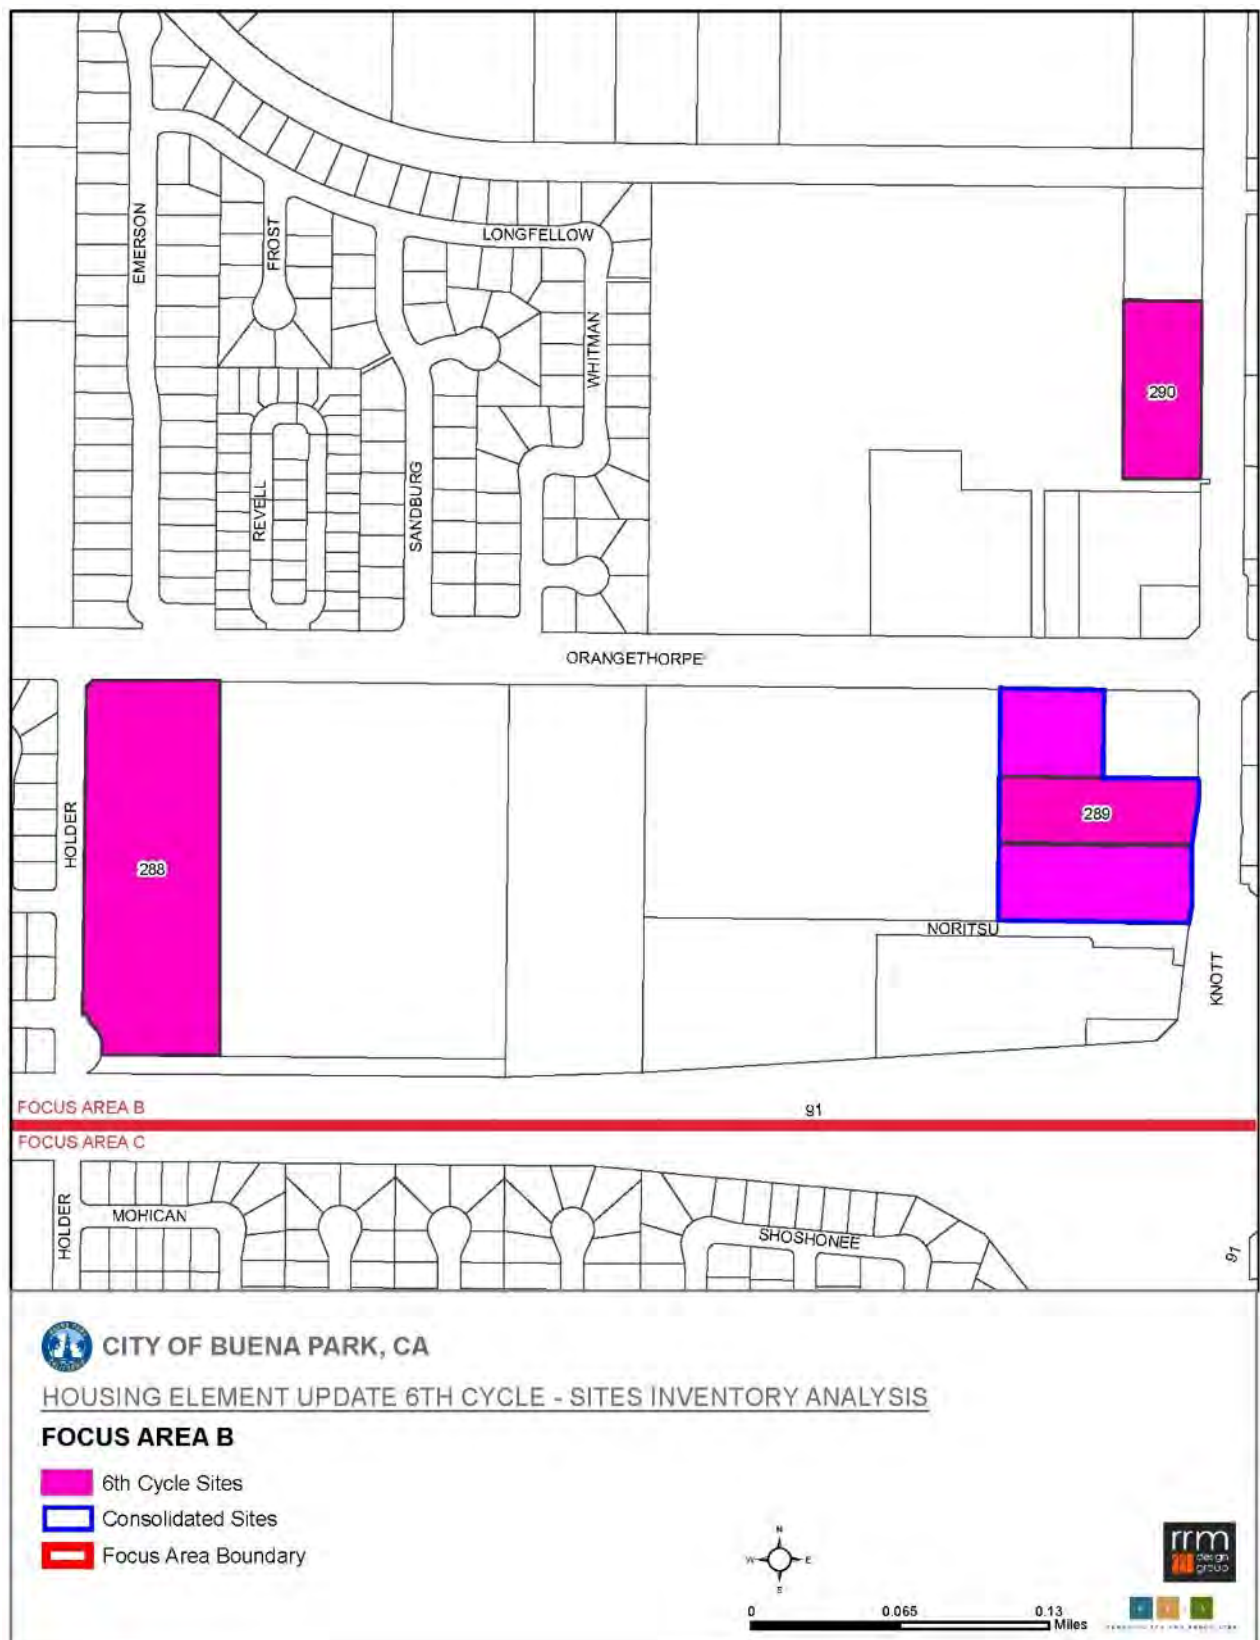 EMERSON
FROST
LONGFELLOW
WHITMAN
290
REVELL
SANDBURG
ORANGETHORPE
HOLDER
288
289
NORITSU
KNOTT
FOCUS AREA B
91
FOCUS AREA C
HOLDER
MOHICAN
SHOSHONEE
91
CITY OF BUENA PARK, CA
HOUSING ELEMENT UPDATE 6TH CYCLE - SITES INVENTORY ANALYSIS
FOCUS AREA B
6th Cycle Sites
Consolidated Sites
Focus Area Boundary
N
W E
S
0 0.065 0.13
Miles
rrm
design
group